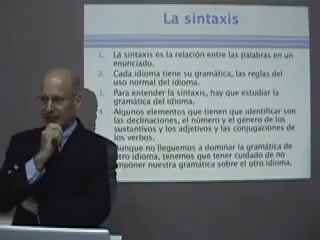 La sintaxis
1. La sintaxis es la relación entre las palabras en un
enunciado.
2. Cada idioma tiene su gramática, las reglas del
uso normal del idioma.
3. Para entender la sintaxis, hay que estudiar la
gramática del idioma.
4. Algunos elementos que tienen que identificar son
las declinaciones, el número y el género de los
sustantivos y los adjetivos y las conjugaciones de
los verbos.
Aunque no lleguemos a dominar la gramática de
otro idioma, tenemos que tener cuidado de no
imponer nuestra gramática sobre el otro idioma.